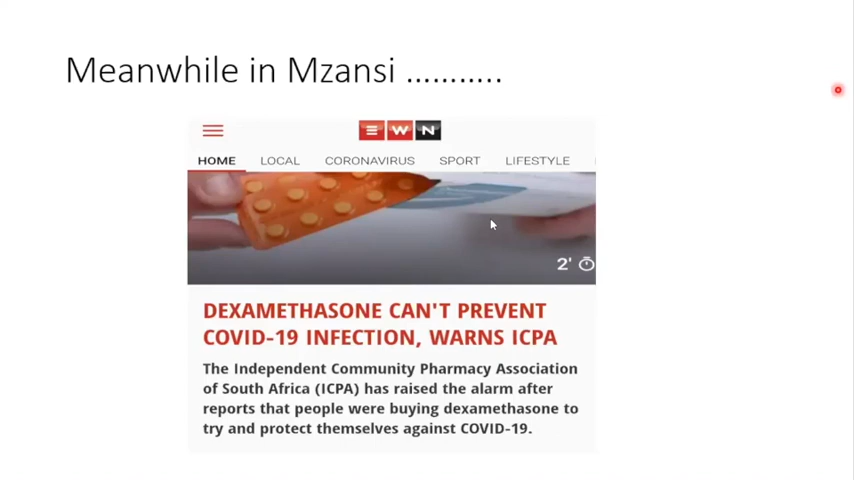 Meanwhile in Mzansi ...........
EWN
HOME LOCAL CORONAVIRUS SPORT LIFESTYLE
2'
DEXAMETHASONE CAN'T PREVENT
COVID-19 INFECTION, WARNS ICPA
The Independent Community Pharmacy Association
of South Africa (ICPA) has raised the alarm after
reports that people were buying dexamethasone to
try and protect themselves against COVID-19.